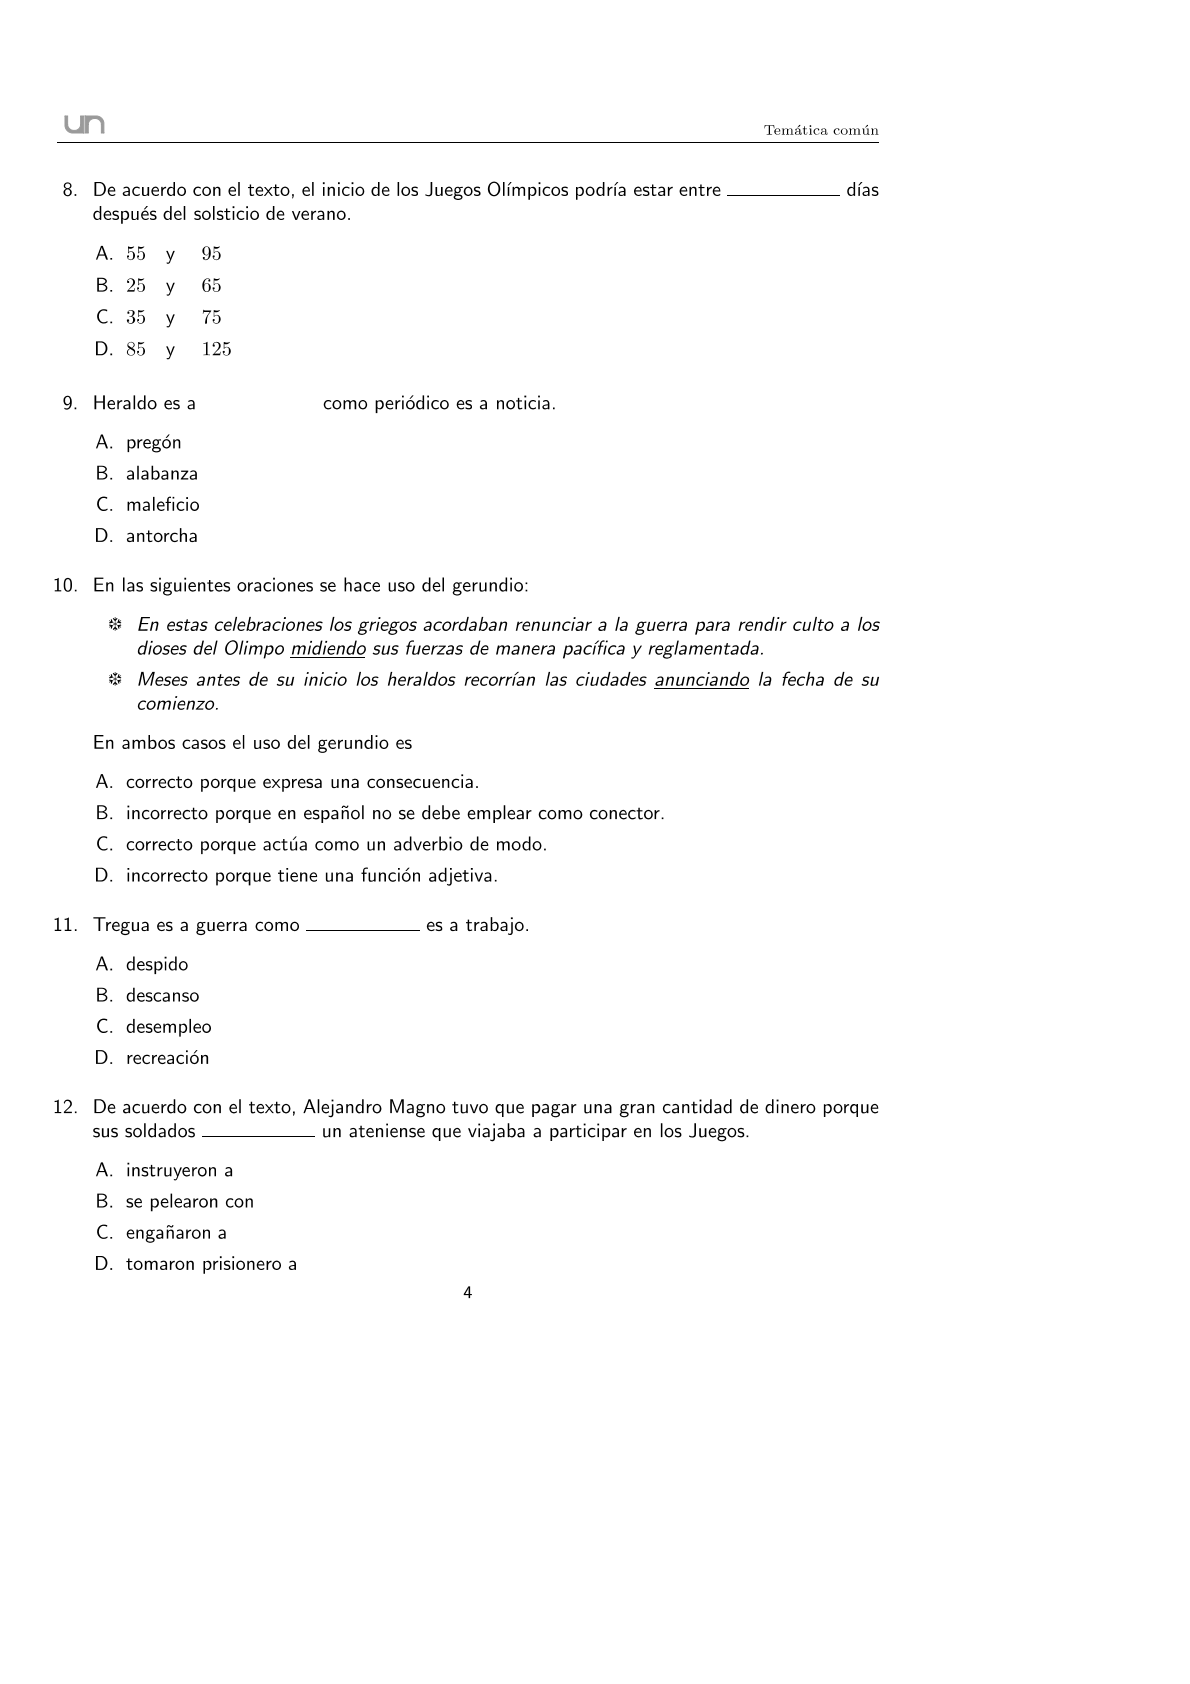 un
Temática común
8. De acuerdo con el texto, el inicio de los Juegos Olímpicos podría estar entre ___________ días
después del solsticio de verano.
A. 55 y 95
B. 25 y 65
C. 35 y 75
D. 85 y 125
9. Heraldo es a como periódico es a noticia.
A. pregón
B. alabanza
C. maleficio
D. antorcha
10. En las siguientes oraciones se hace uso del gerundio:
❆ En estas celebraciones los griegos acordaban renunciar a la guerra para rendir culto a los
dioses del Olimpo midiendo sus fuerzas de manera pacífica y reglamentada.
❆ Meses antes de su inicio los heraldos recorrían las ciudades anunciando la fecha de su
comienzo.
En ambos casos el uso del gerundio es
A. correcto porque expresa una consecuencia.
B. incorrecto porque en español no se debe emplear como conector.
C. correcto porque actúa como un adverbio de modo.
D. incorrecto porque tiene una función adjetiva.
11. Tregua es a guerra como ___________ es a trabajo.
A. despido
B. descanso
C. desempleo
D. recreación
12. De acuerdo con el texto, Alejandro Magno tuvo que pagar una gran cantidad de dinero porque
sus soldados ___________ un ateniense que viajaba a participar en los Juegos.
A. instruyeron a
B. se pelearon con
C. engañaron a
D. tomaron prisionero a
4